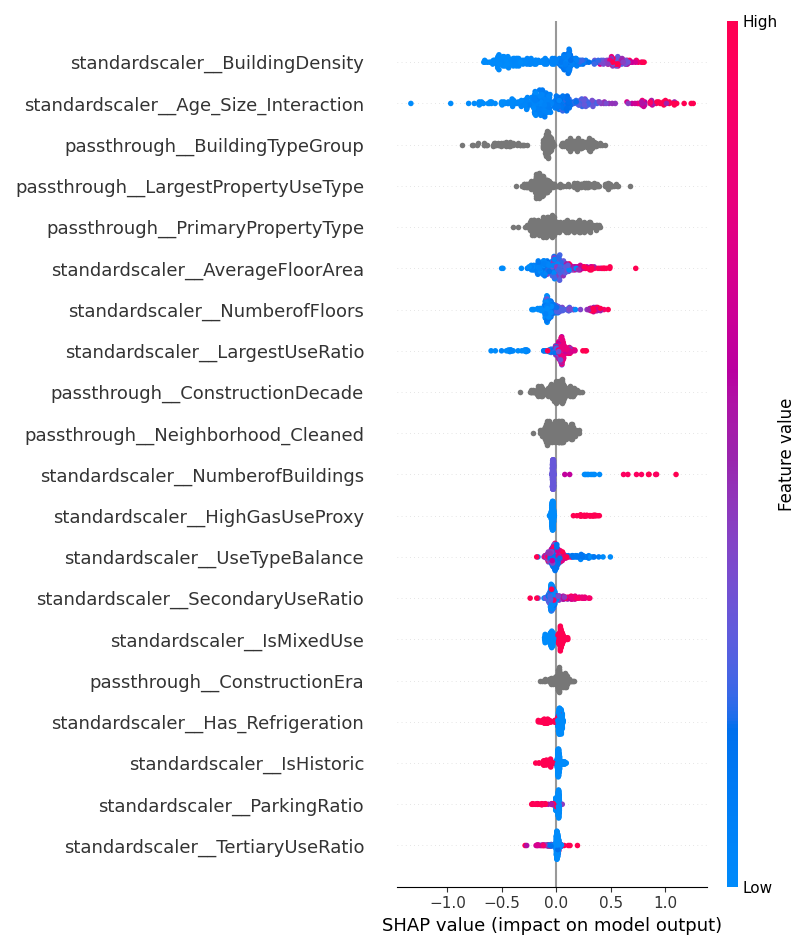 High
standardscaler__BuildingDensity
standardscaler__Age_Size_Interaction
passthrough__BuildingTypeGroup
passthrough__LargestPropertyUseType
passthrough__PrimaryPropertyType
standardscaler__AverageFloorArea
standardscaler__NumberofFloors
standardscaler__LargestUseRatio
passthrough__ConstructionDecade
passthrough__Neighborhood_Cleaned
standardscaler__NumberofBuildings
standardscaler__HighGasUseProxy
standardscaler__UseTypeBalance
standardscaler__SecondaryUseRatio
standardscaler__IsMixedUse
passthrough__ConstructionEra
standardscaler__Has_Refrigeration
standardscaler__IsHistoric
standardscaler__ParkingRatio
standardscaler__TertiaryUseRatio
Feature value
Low
−1.0 −0.5 0.0 0.5 1.0
SHAP value (impact on model output)